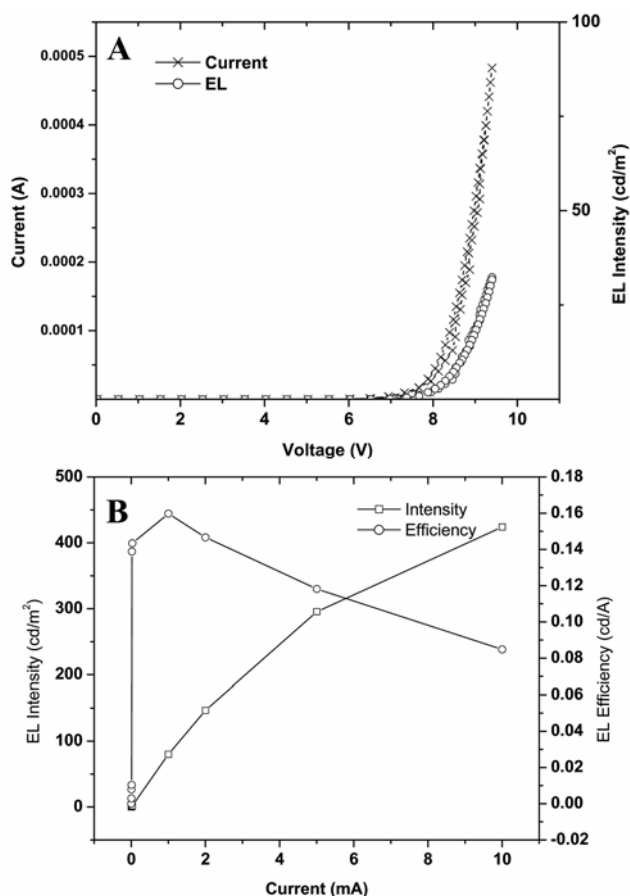 A
Current
EL
0.0005
0.0004
0.0003
0.0002
0.0001
Current (A)
100
50
EL Intensity (cd/m²)
0 2 4 6 8 10
Voltage (V)
B
Intensity
Efficiency
500
400
300
200
100
0
EL Intensity (cd/m²)
0.18
0.16
0.14
0.12
0.10
0.08
0.06
0.04
0.02
0.00
-0.02
EL Efficiency (cd/A)
0 2 4 6 8 10
Current (mA)